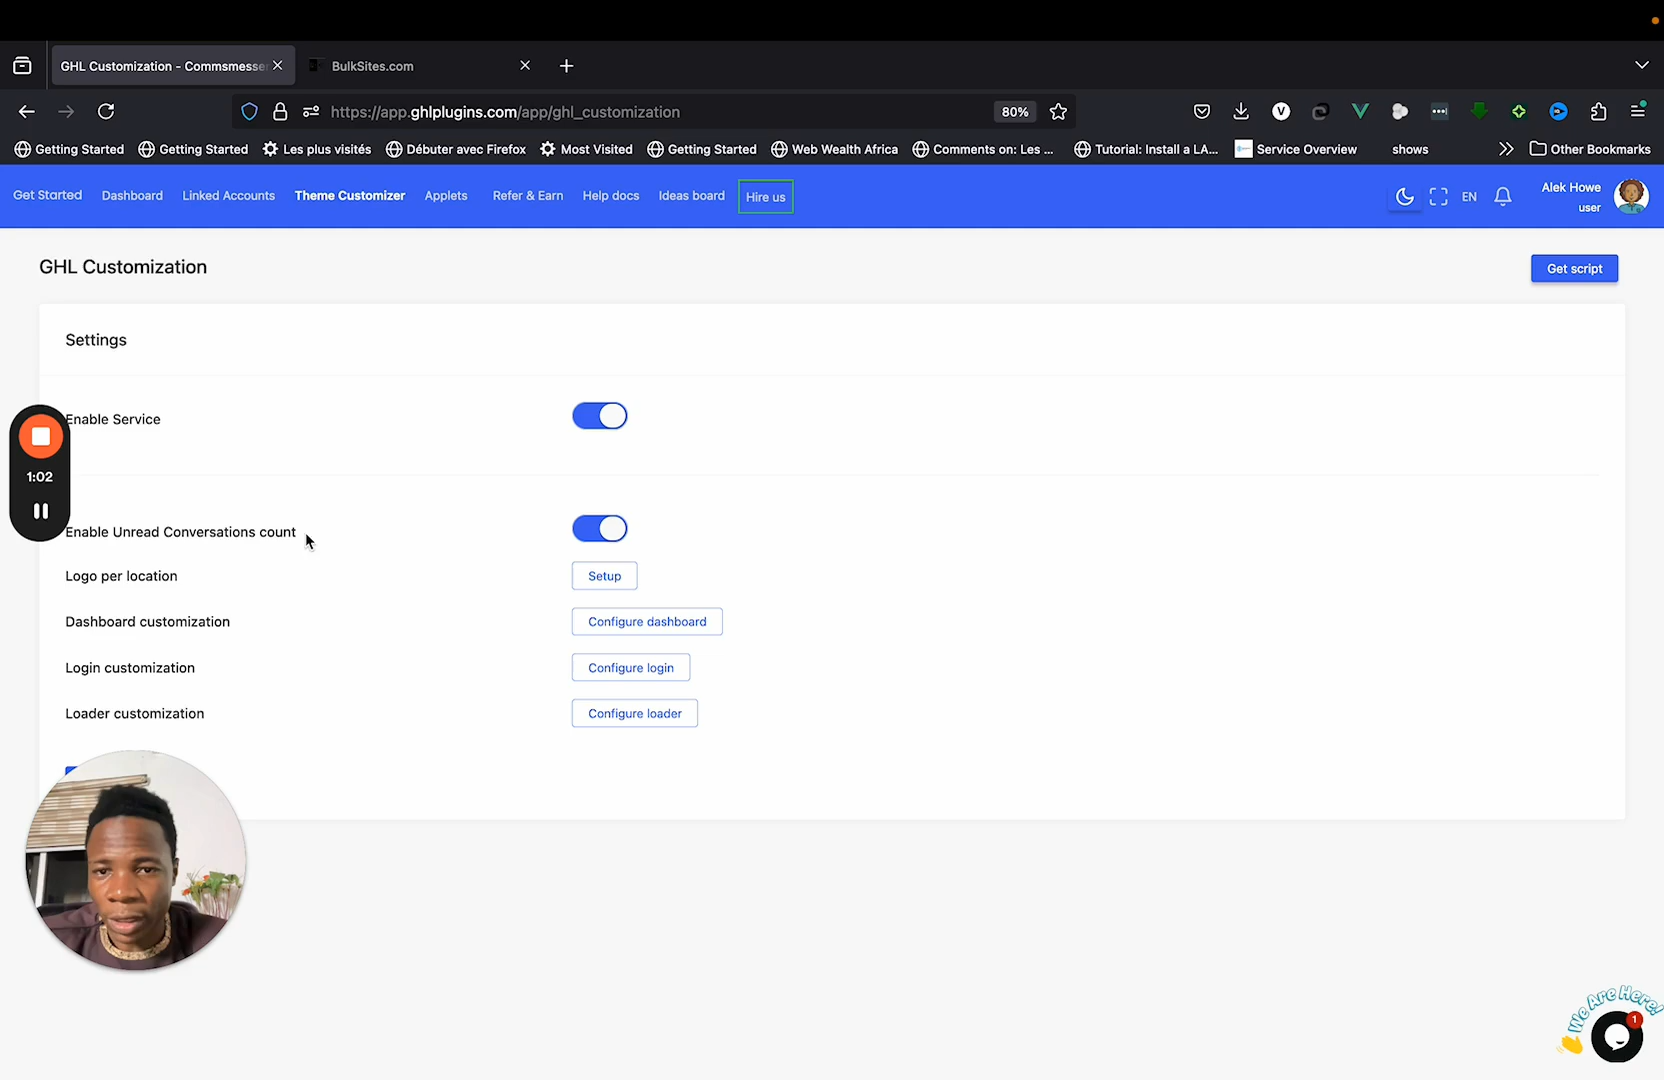 GHL Customization - Commsmesser
BulkSites.com
https://app.ghlplugins.com/app/ghl_customization
80%
Getting Started
Getting Started
Les plus visités
Débuter avec Firefox
Most Visited
Getting Started
Web Wealth Africa
Comments on: Les ...
Tutorial: Install a LA...
Service Overview
shows
Other Bookmarks
Get Started
Dashboard
Linked Accounts
Theme Customizer
Applets
Refer & Earn
Help docs
Ideas board
Hire us
EN
Alek Howe
user
GHL Customization
Get script
Settings
Enable Service
1:02
Enable Unread Conversations count
Logo per location
Setup
Dashboard customization
Configure dashboard
Login customization
Configure login
Loader customization
Configure loader
We Are Here!
1